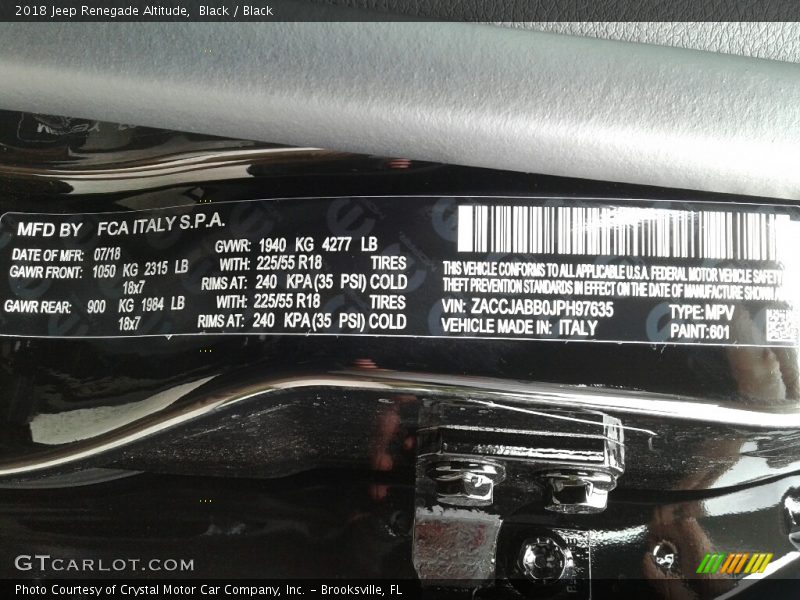 2018 Jeep Renegade Altitude, Black / Black
MFD BY FCA ITALY S.P.A.
DATE OF MFR: 07/18
GAWR FRONT: 1050 KG 2315 LB
18x7
GAWR REAR: 900 KG 1984 LB
18x7
GVWR: 1940 KG 4277 LB
WITH: 225/55 R18 TIRES
RIMS AT: 240 KPA(35 PSI) COLD
WITH: 225/55 R18 TIRES
RIMS AT: 240 KPA(35 PSI) COLD
THIS VEHICLE CONFORMS TO ALL APPLICABLE U.S.A. FEDERAL MOTOR VEHICLE SAFETY
THEFT PREVENTION STANDARDS IN EFFECT ON THE DATE OF MANUFACTURE SHOWN
VIN: ZACCJABB0JPH97635 TYPE: MPV
VEHICLE MADE IN: ITALY PAINT: 601
GTCARLOT.COM
Photo Courtesy of Crystal Motor Car Company, Inc. – Brooksville, FL